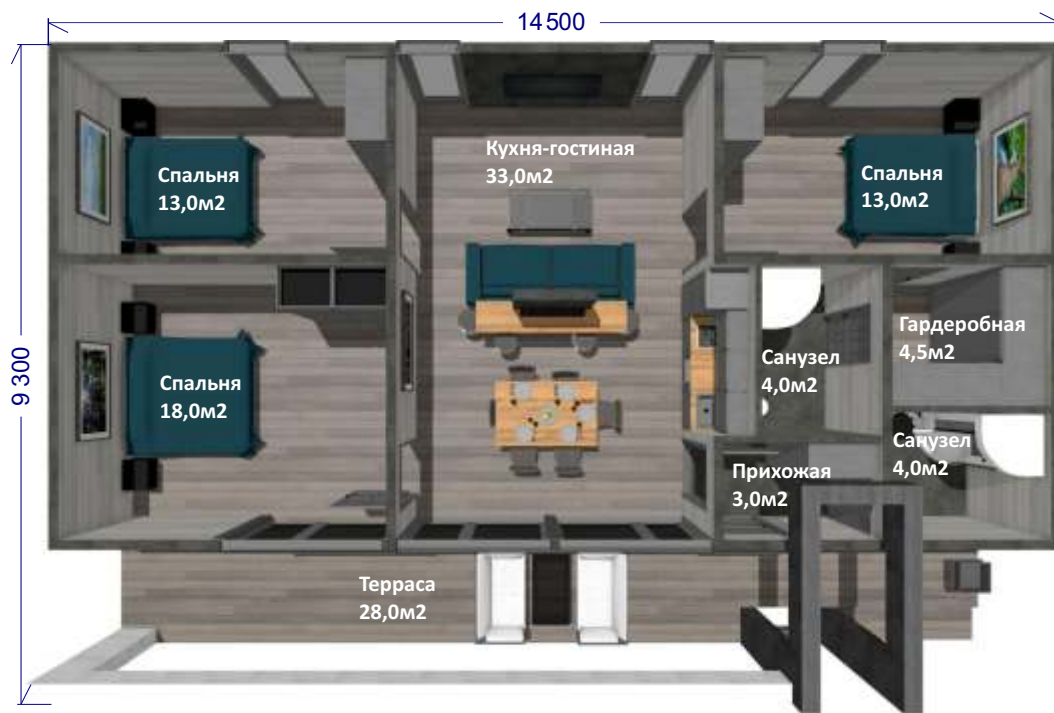 14500
9 300
Спальня
13,0м2
Кухня-гостиная
33,0м2
Спальня
13,0м2
Спальня
18,0м2
Санузел
4,0м2
Гардеробная
4,5м2
Санузел
4,0м2
Прихожая
3,0м2
Терраса
28,0м2